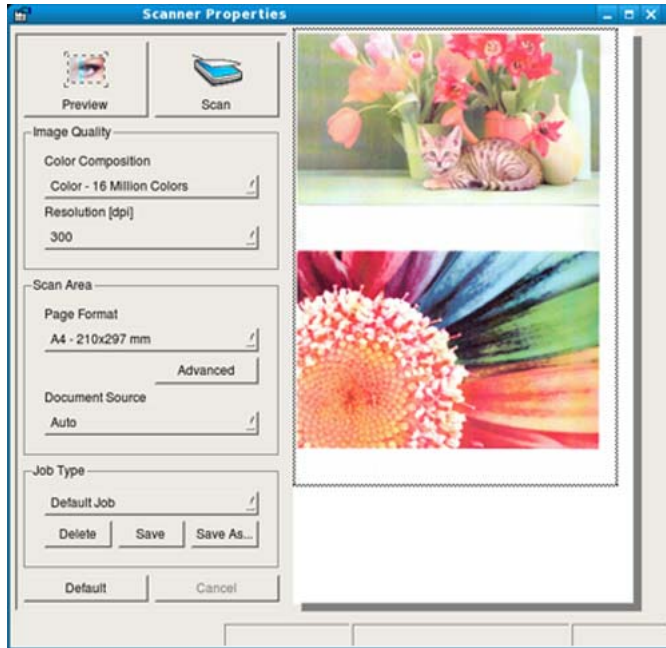 Scanner Properties
Preview
Scan
Image Quality
Color Composition
Color - 16 Million Colors
Resolution [dpi]
300
Scan Area
Page Format
A4 - 210x297 mm
Advanced
Document Source
Auto
Job Type
Default Job
Delete
Save
Save As...
Default
Cancel